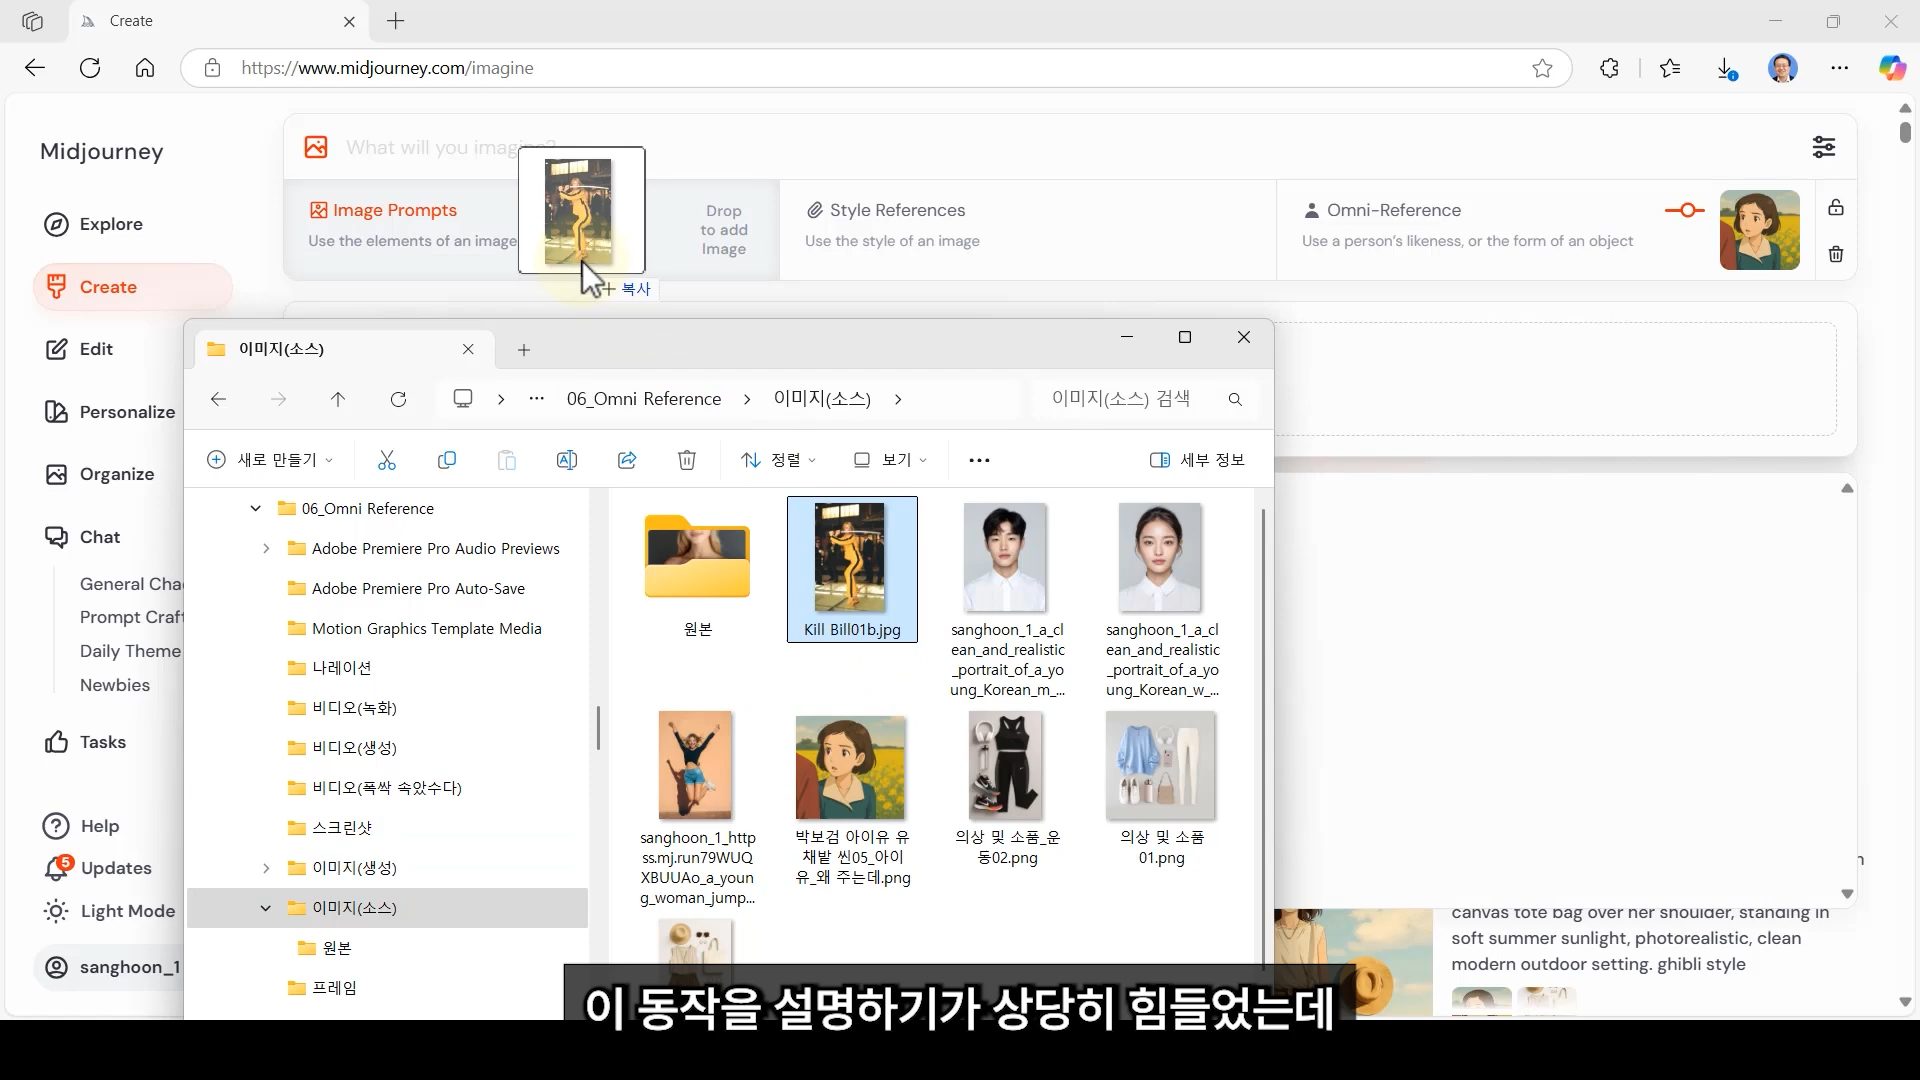 Create
https://www.midjourney.com/imagine
Midjourney
What will you imagine?
Image Prompts
Use the elements of an image
Drop
to add
Image
Style References
Use the style of an image
Omni-Reference
Use a person's likeness, or the form of an object
+ 복사
Explore
Create
Edit
Personalize
Organize
Chat
General Cha
Prompt Craf
Daily Theme
Newbies
Tasks
Help
5
Updates
Light Mode
sanghoon_1
이미지(소스)
06_Omni Reference
이미지(소스)
이미지(소스) 검색
새로 만들기
정렬
보기
세부 정보
06_Omni Reference
Adobe Premiere Pro Audio Previews
Adobe Premiere Pro Auto-Save
Motion Graphics Template Media
나레이션
비디오(녹화)
비디오(생성)
비디오(폭싹 속았수다)
스크린샷
이미지(생성)
이미지(소스)
원본
프레임
원본
Kill Bill01b.jpg
sanghoon_1_a_cl
ean_and_realistic
_portrait_of_a_yo
ung_Korean_m_...
sanghoon_1_a_cl
ean_and_realistic
_portrait_of_a_yo
ung_Korean_w_...
sanghoon_1_http
ss.mj.run79WUQ
XBUUAo_a_youn
g_woman_jump...
박보검 아이유 유
채밭 씬05_아이
유_왜 주는데.png
의상 및 소품_운
동02.png
의상 및 소품
01.png
n
canvas tote bag over her shoulder, standing in
soft summer sunlight, photorealistic, clean
modern outdoor setting. ghibli style
이 동작을 설명하기가 상당히 힘들었는데